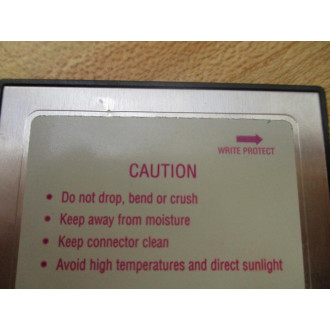 WRITE PROTECT
CAUTION
• Do not drop, bend or crush
• Keep away from moisture
• Keep connector clean
• Avoid high temperatures and direct sunlight